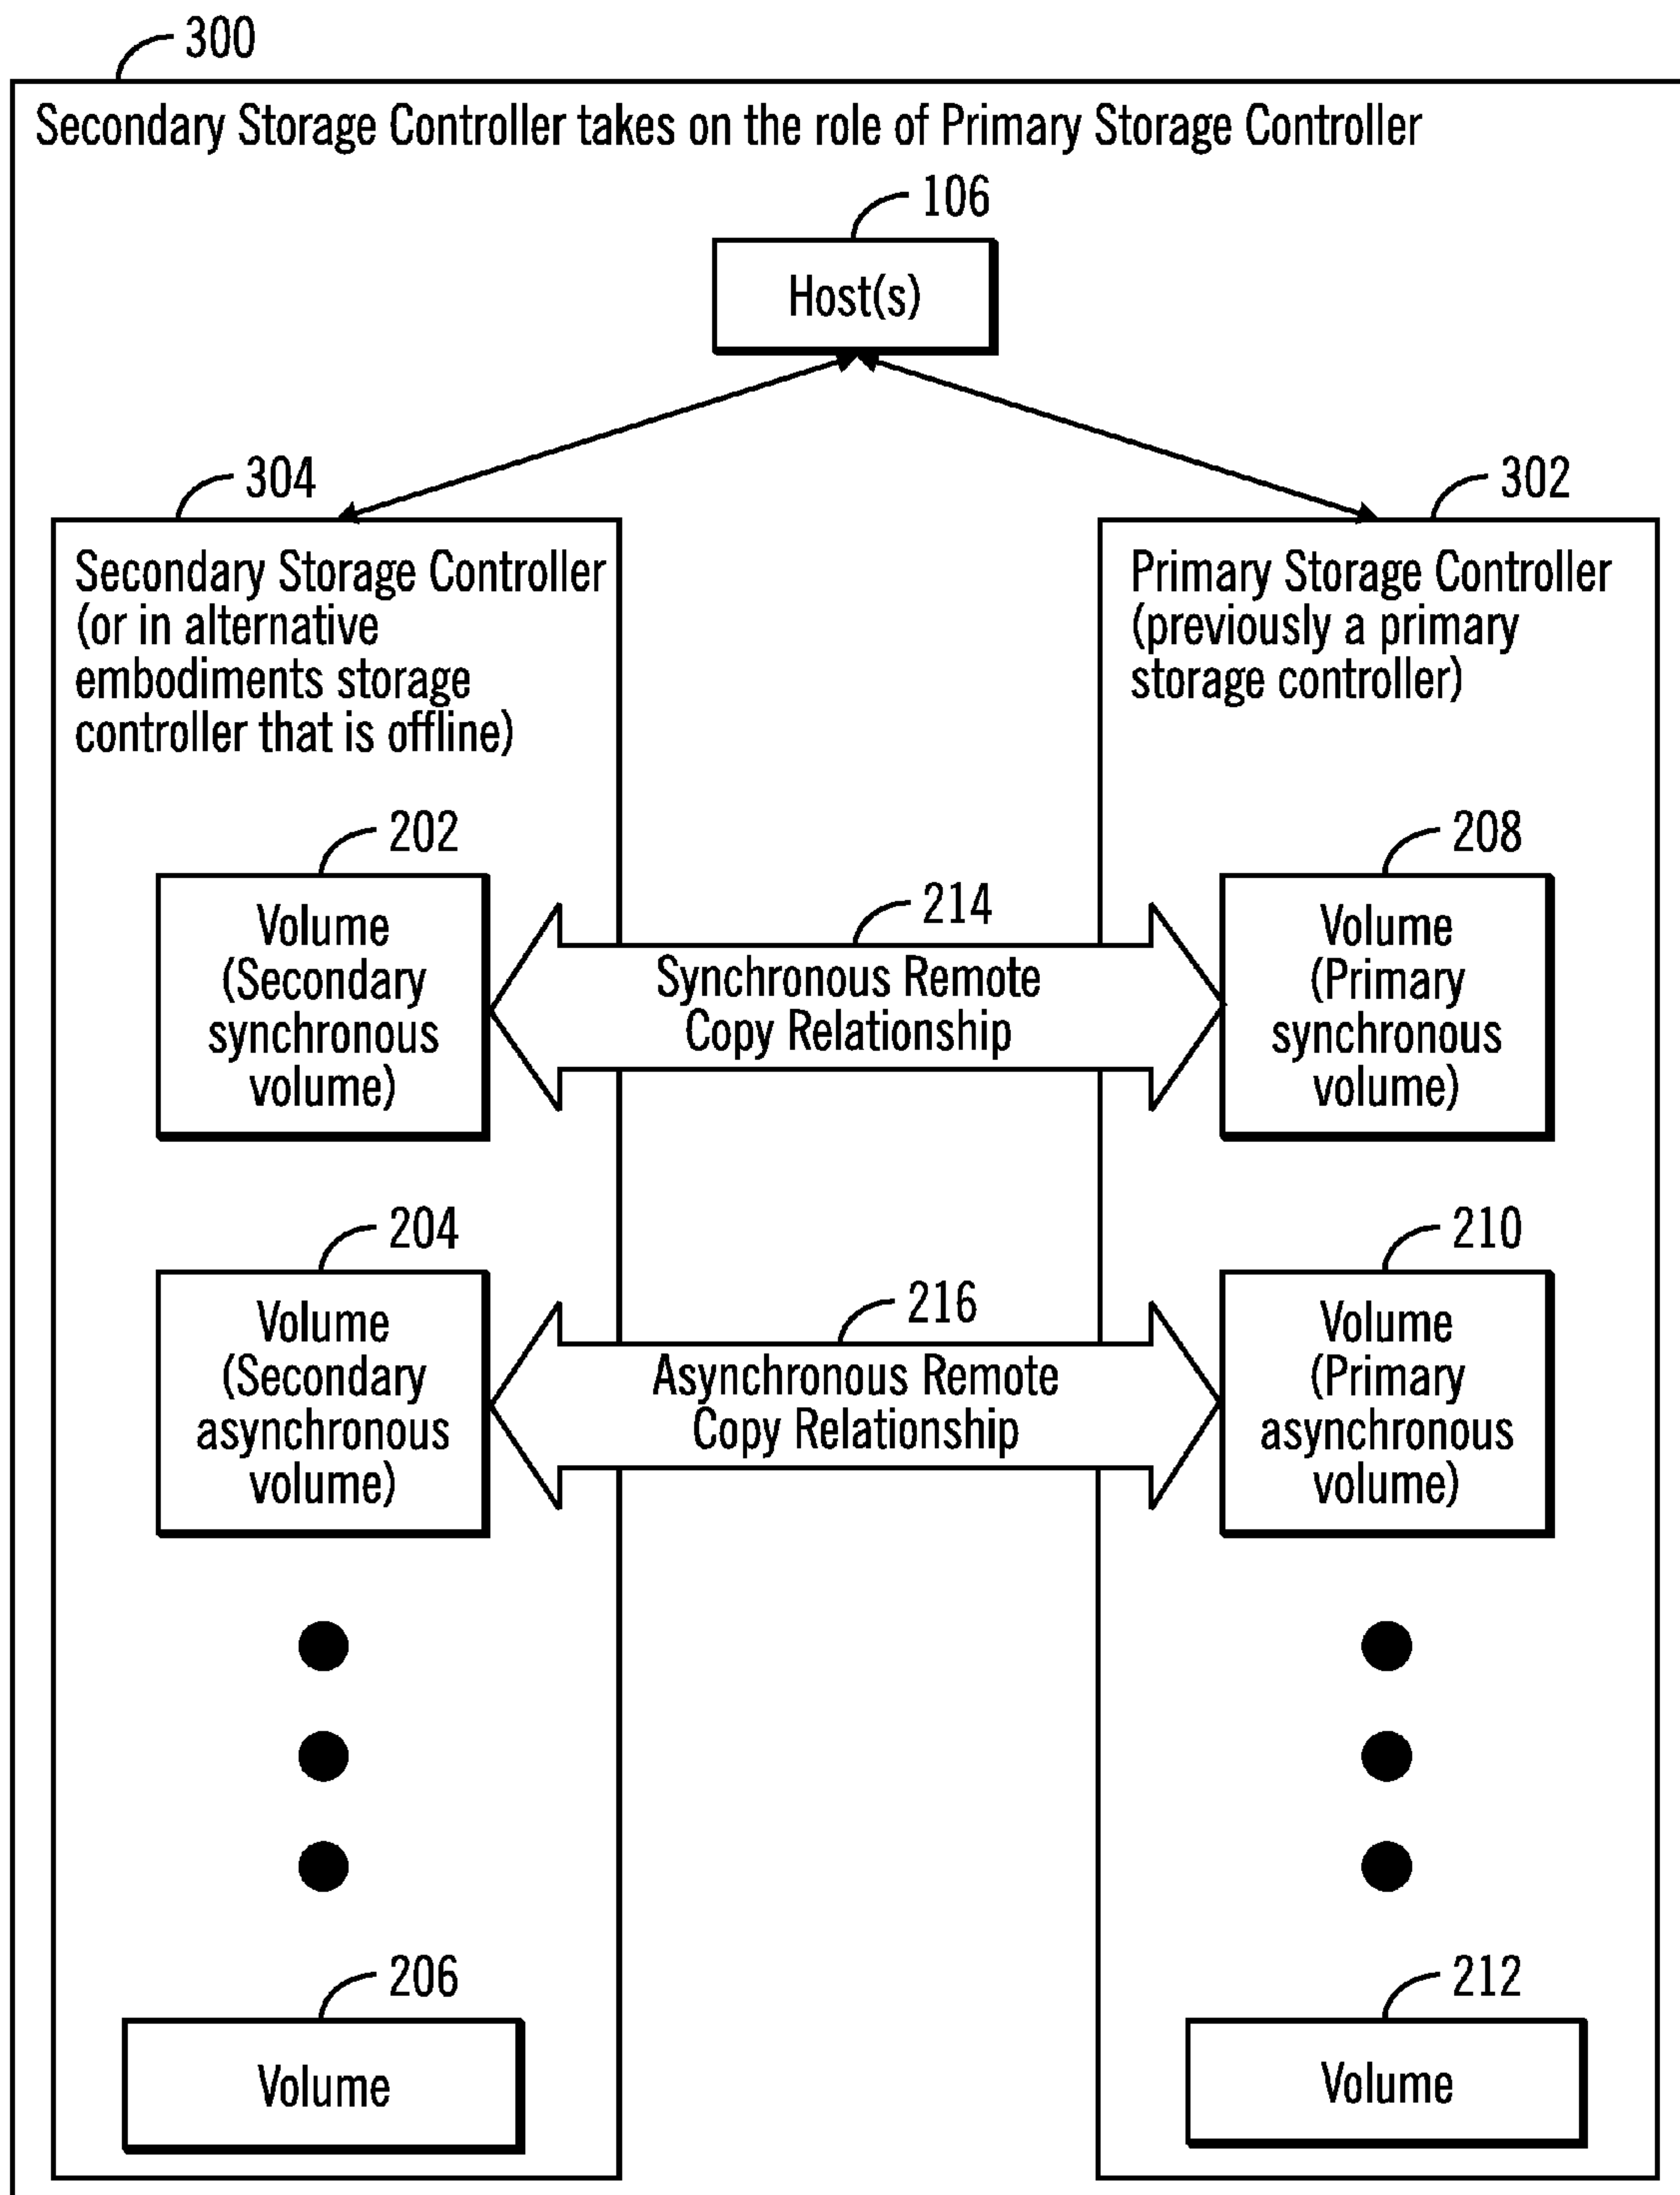 300
Secondary Storage Controller takes on the role of Primary Storage Controller
106
Host(s)
304
302
Secondary Storage Controller
(or in alternative
embodiments storage
controller that is offline)
Primary Storage Controller
(previously a primary
storage controller)
202
208
Volume
(Secondary
synchronous
volume)
214
Synchronous Remote
Copy Relationship
Volume
(Primary
synchronous
volume)
204
210
Volume
(Secondary
asynchronous
volume)
216
Asynchronous Remote
Copy Relationship
Volume
(Primary
asynchronous
volume)
206
212
Volume
Volume